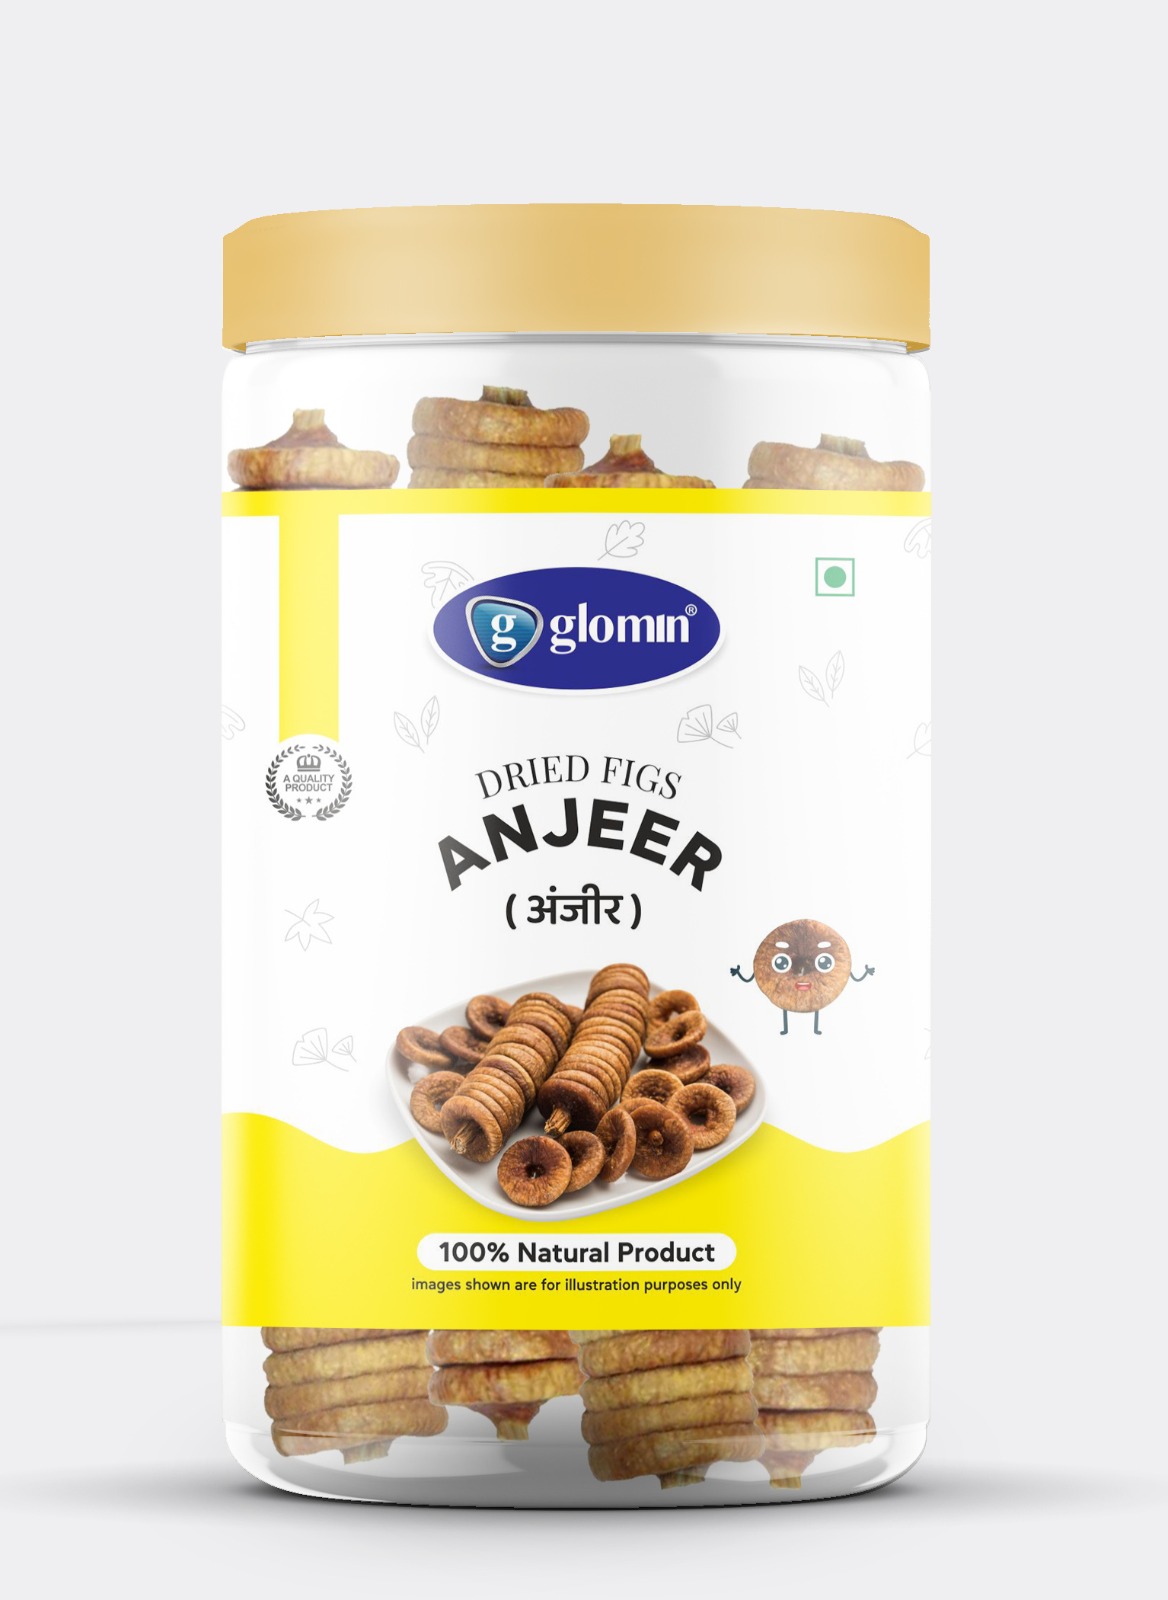 g glomin®
A QUALITY
PRODUCT
DRIED FIGS
ANJEER
( अंजीर )
100% Natural Product
images shown are for illustration purposes only